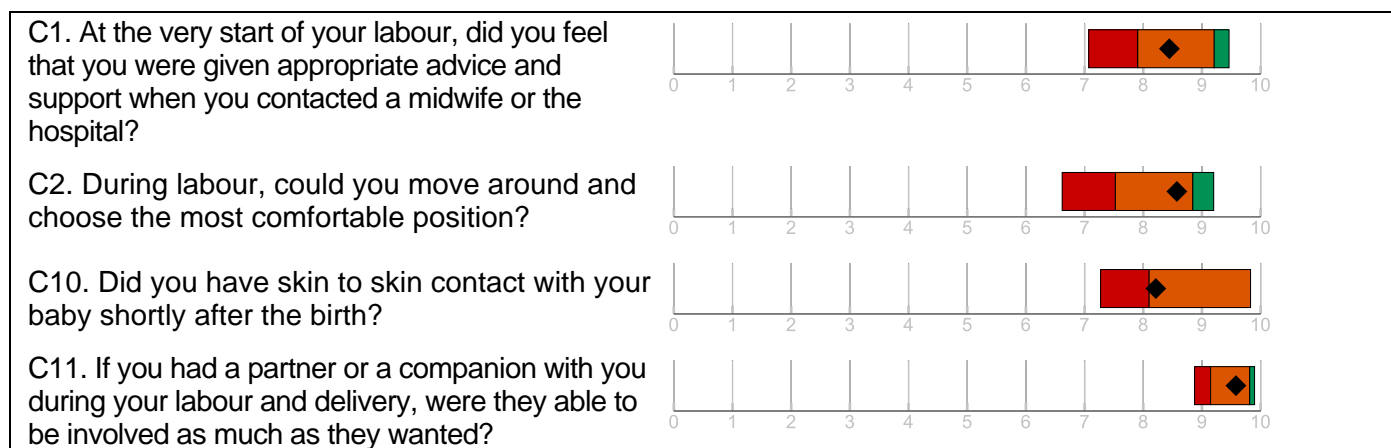 C1. At the very start of your labour, did you feel
that you were given appropriate advice and
support when you contacted a midwife or the
hospital?
0 1 2 3 4 5 6 7 8 9 10
C2. During labour, could you move around and
choose the most comfortable position?
0 1 2 3 4 5 6 7 8 9 10
C10. Did you have skin to skin contact with your
baby shortly after the birth?
0 1 2 3 4 5 6 7 8 9 10
C11. If you had a partner or a companion with you
during your labour and delivery, were they able to
be involved as much as they wanted?
0 1 2 3 4 5 6 7 8 9 10